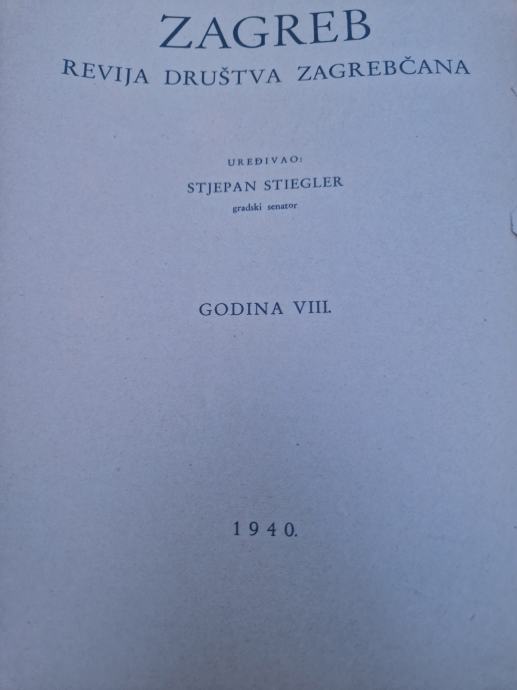 ZAGREB
REVIJA DRUŠTVA ZAGREBČANA
UREĐIVAO:
STJEPAN STIEGLER
gradski senator
GODINA VIII.
1940.